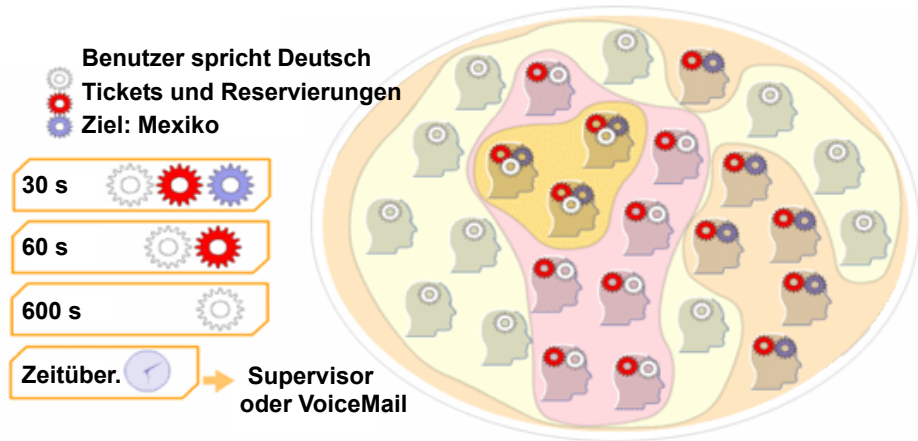 Benutzer spricht Deutsch
Tickets und Reservierungen
Ziel: Mexiko
30 s
60 s
600 s
Zeitüber.
Supervisor
oder VoiceMail